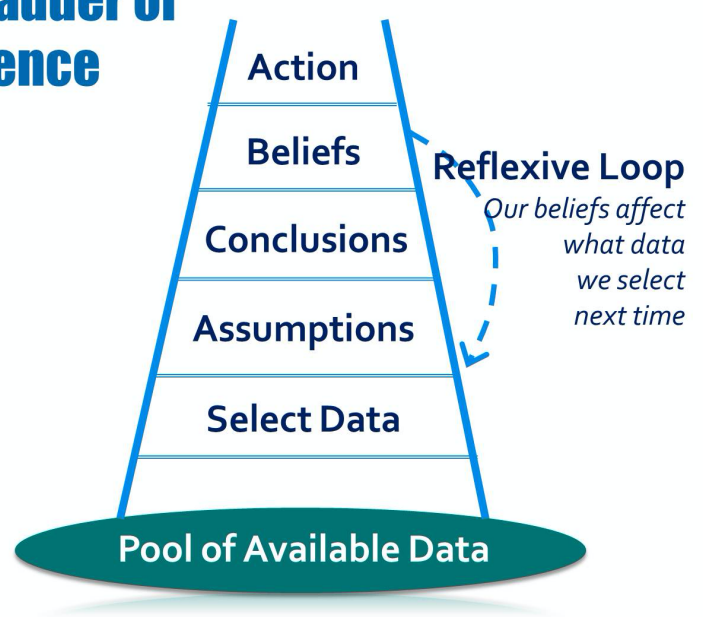 Action
Beliefs
Reflexive Loop
Our beliefs affect
what data
we select
next time
Conclusions
Assumptions
Select Data
Pool of Available Data